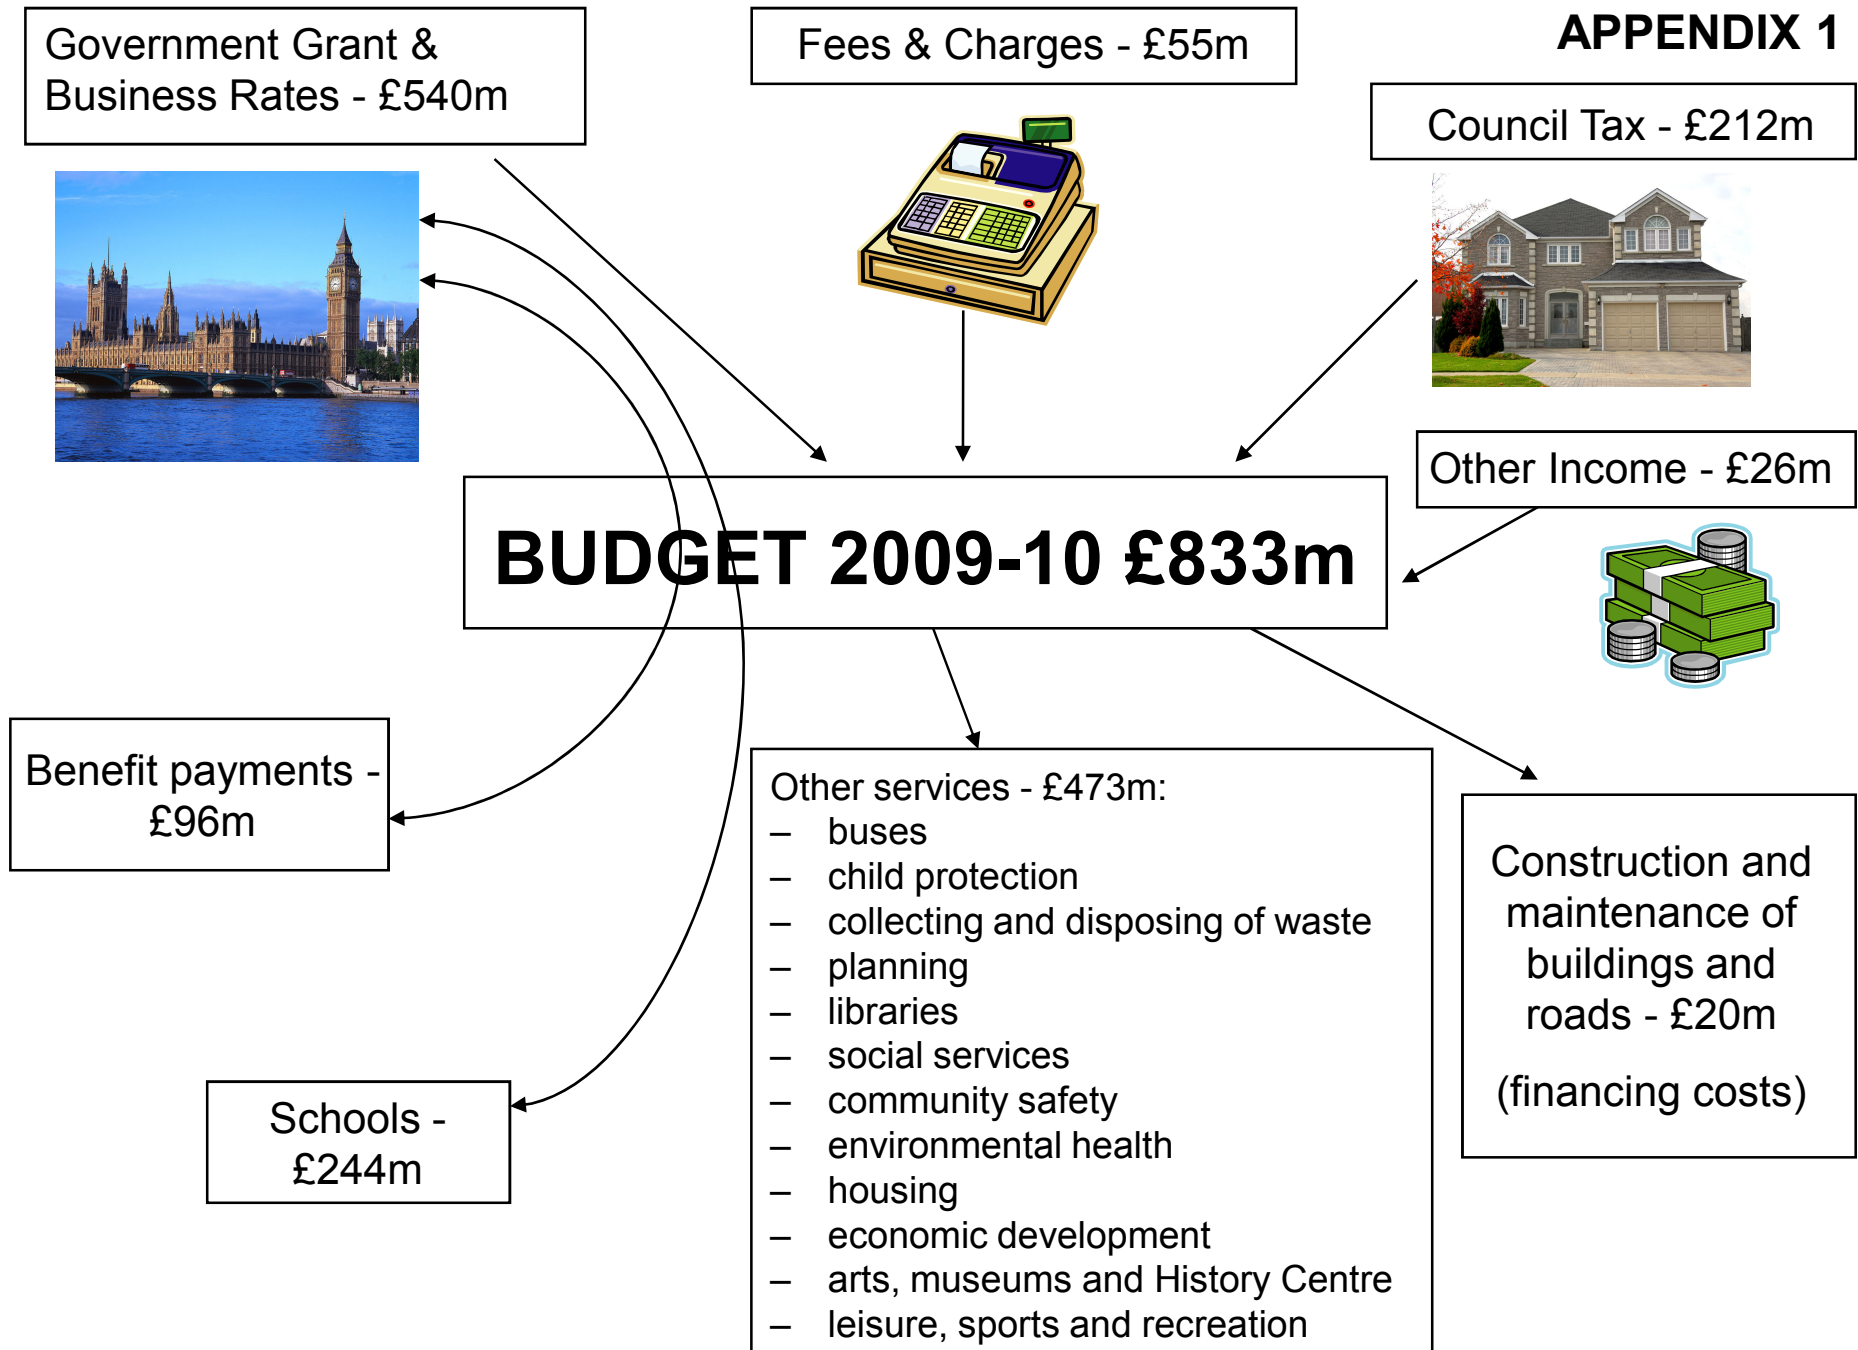 APPENDIX 1
Government Grant &
Business Rates - £540m
Fees & Charges - £55m
Council Tax - £212m
Other Income - £26m
BUDGET 2009-10 £833m
Benefit payments -
£96m
Schools -
£244m
Other services - £473m:
– buses
– child protection
– collecting and disposing of waste
– planning
– libraries
– social services
– community safety
– environmental health
– housing
– economic development
– arts, museums and History Centre
– leisure, sports and recreation
Construction and
maintenance of
buildings and
roads - £20m
(financing costs)